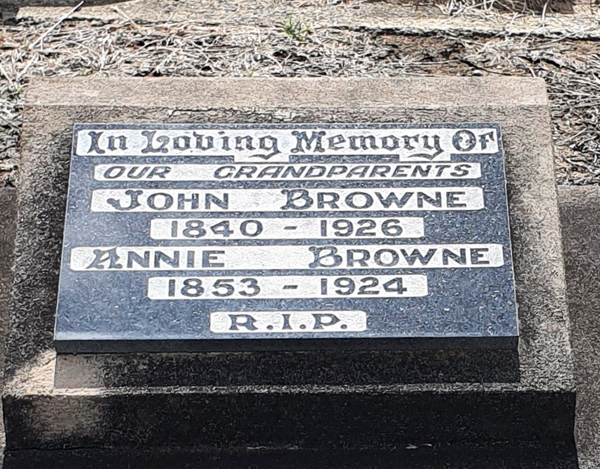 In Loving Memory Of
OUR GRANDPARENTS
JOHN BROWNE
1840 - 1926
ANNIE BROWNE
1853 - 1924
R.I.P.